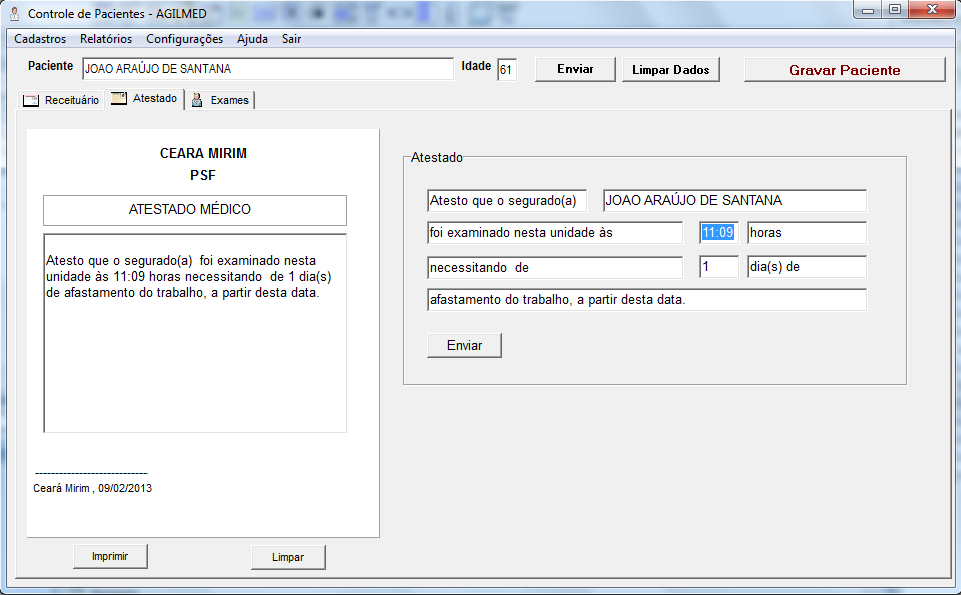 Controle de Pacientes - AGILMED
Cadastros Relatórios Configurações Ajuda Sair
Paciente JOAO ARAÚJO DE SANTANA Idade 61 Enviar Limpar Dados Gravar Paciente
Receituário Atestado Exames
CEARA MIRIM
PSF
ATESTADO MÉDICO
Atesto que o segurado(a) foi examinado nesta
unidade às 11:09 horas necessitando de 1 dia(s)
de afastamento do trabalho, a partir desta data.
----------------------------
Ceará Mirim , 09/02/2013
Imprimir Limpar
Atestado
Atesto que o segurado(a) JOAO ARAÚJO DE SANTANA
foi examinado nesta unidade às 11:09 horas
necessitando de 1 dia(s) de
afastamento do trabalho, a partir desta data.
Enviar